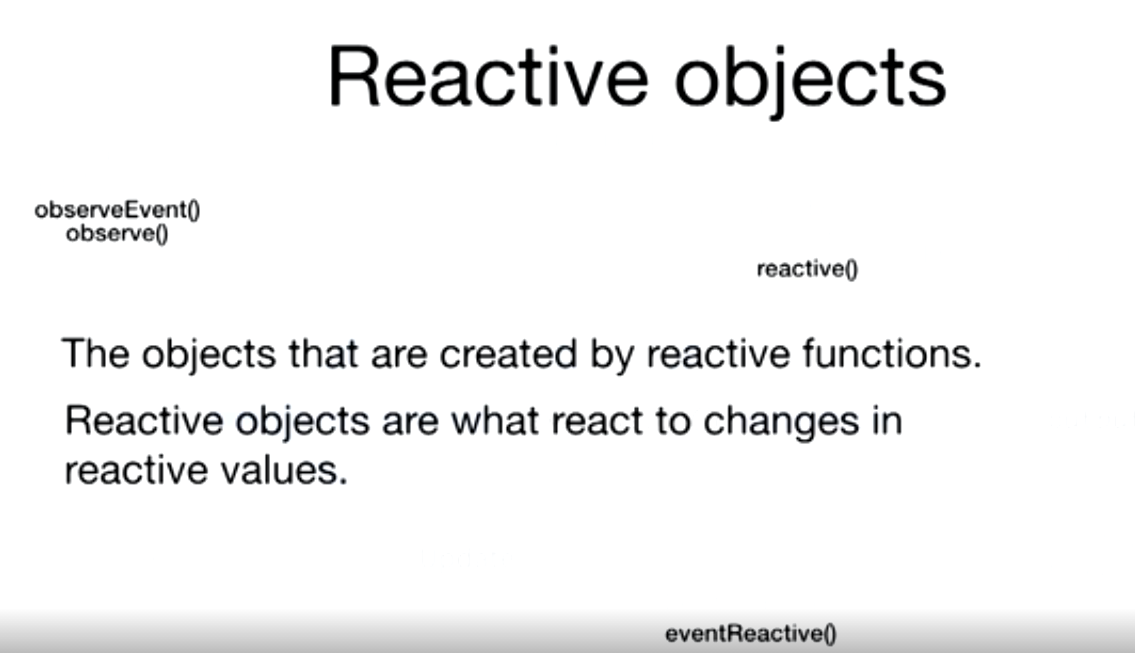 Reactive objects
observeEvent()
observe()
reactive()
The objects that are created by reactive functions.
Reactive objects are what react to changes in
reactive values.
eventReactive()